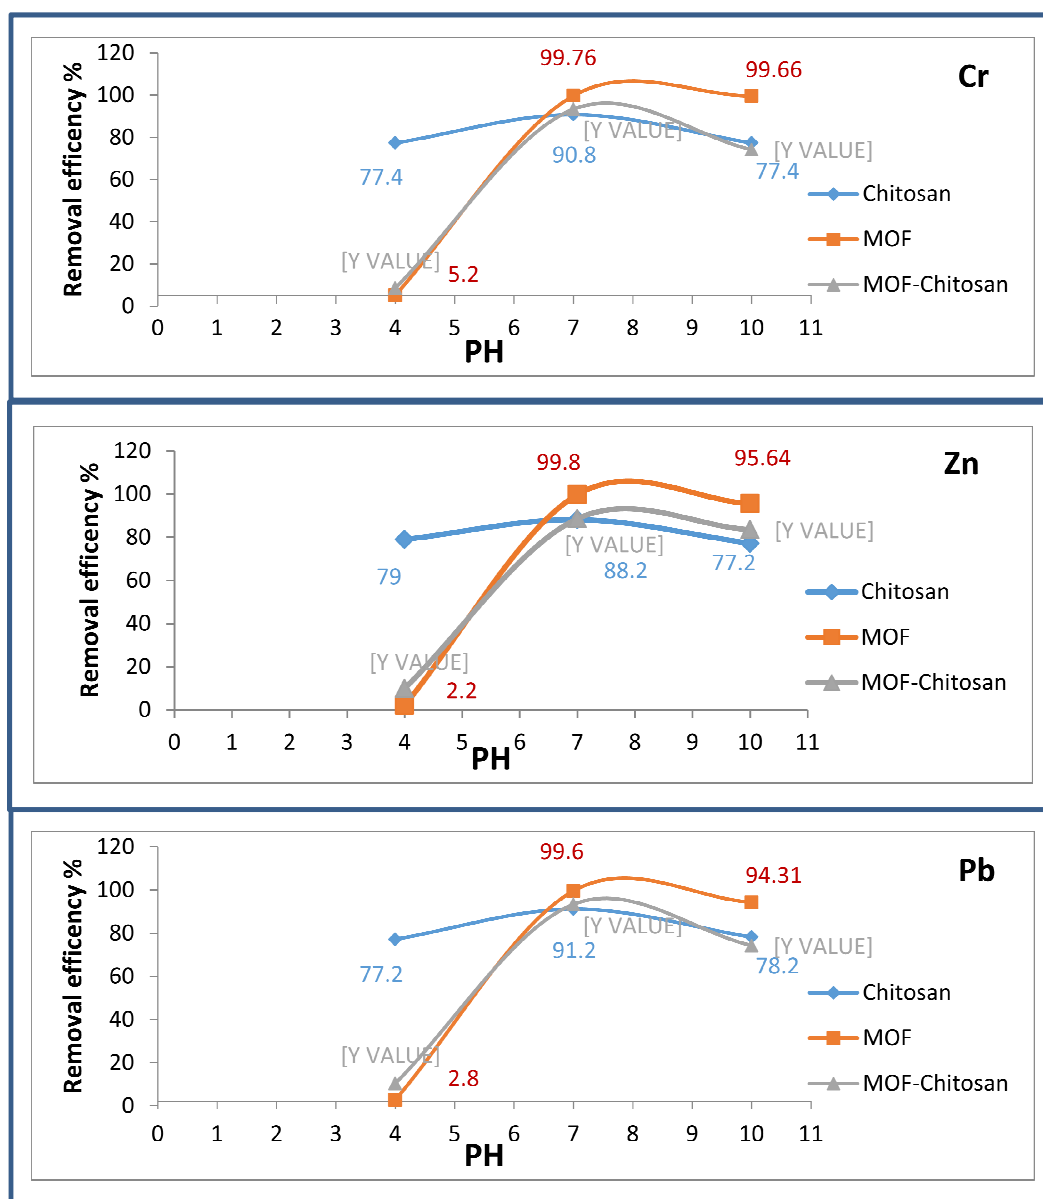 Cr
Removal efficency %
120
100
80
60
40
20
0
99.76
99.66
[Y VALUE]
90.8
[Y VALUE]
77.4
77.4
[Y VALUE]
5.2
Chitosan
MOF
MOF-Chitosan
0 1 2 3 4 5 6 7 8 9 10 11
PH
Zn
Removal efficency %
120
100
80
60
40
20
0
99.8
95.64
[Y VALUE]
[Y VALUE]
88.2
77.2
79
[Y VALUE]
2.2
Chitosan
MOF
MOF-Chitosan
0 1 2 3 4 5 6 7 8 9 10 11
PH
Pb
Removal efficency %
120
100
80
60
40
20
0
99.6
94.31
[Y VALUE]
91.2
[Y VALUE]
78.2
77.2
[Y VALUE]
2.8
Chitosan
MOF
MOF-Chitosan
0 1 2 3 4 5 6 7 8 9 10 11
PH